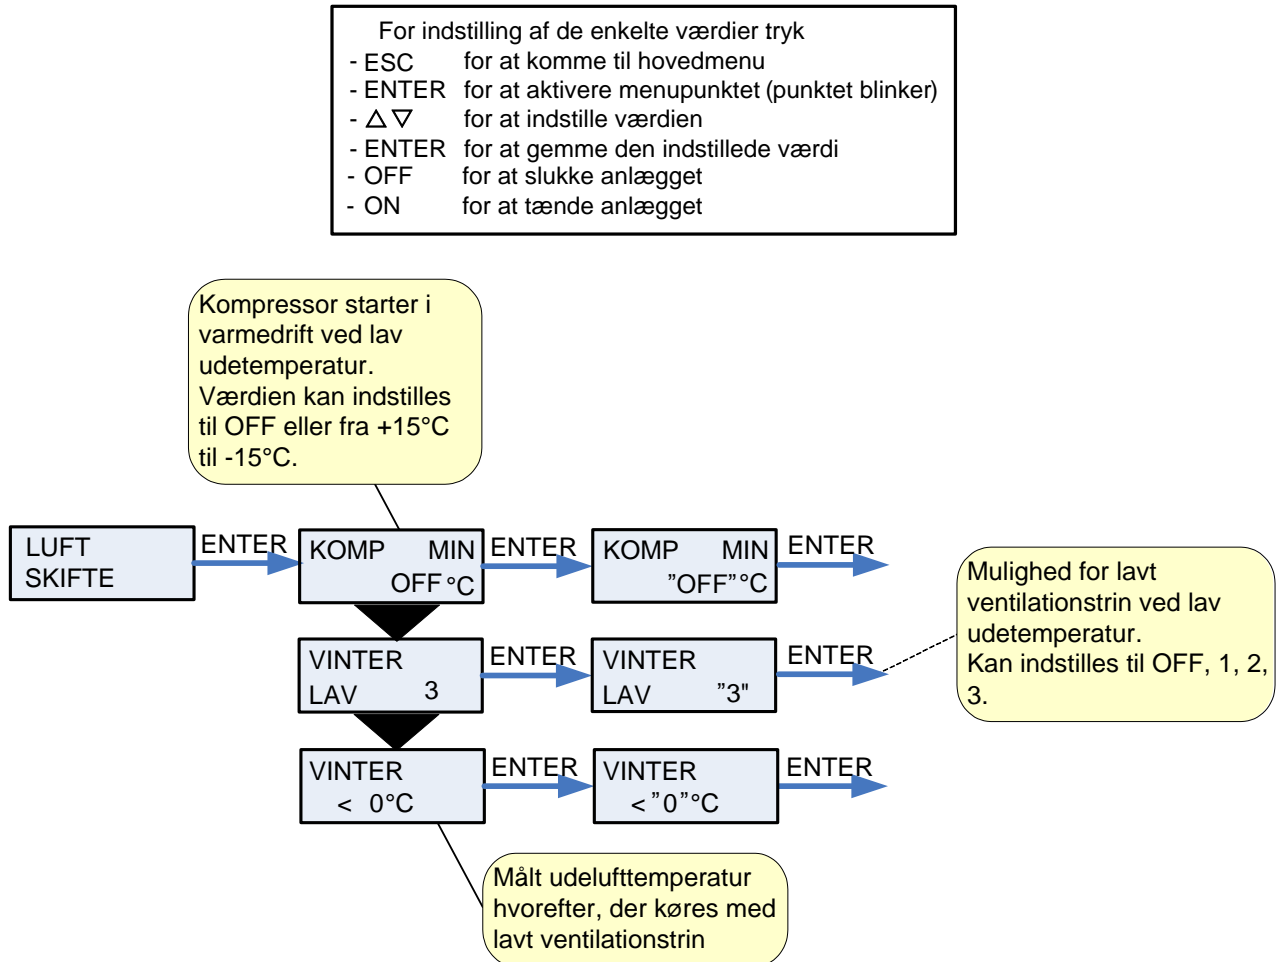 For indstilling af de enkelte værdier tryk
- ESC for at komme til hovedmenu
- ENTER for at aktivere menupunktet (punktet blinker)
- △▽ for at indstille værdien
- ENTER for at gemme den indstillede værdi
- OFF for at slukke anlægget
- ON for at tænde anlægget
Kompressor starter i
varmedrift ved lav
udetemperatur.
Værdien kan indstilles
til OFF eller fra +15°C
til -15°C.
LUFT
SKIFTE
ENTER
KOMP MIN
OFF °C
ENTER
KOMP MIN
"OFF"°C
ENTER
Mulighed for lavt
ventilationstrin ved lav
udetemperatur.
Kan indstilles til OFF, 1, 2,
3.
VINTER
LAV 3
ENTER
VINTER
LAV ”3"
ENTER
VINTER
< 0°C
ENTER
VINTER
<”0”°C
ENTER
Målt udelufttemperatur
hvorefter, der køres med
lavt ventilationstrin